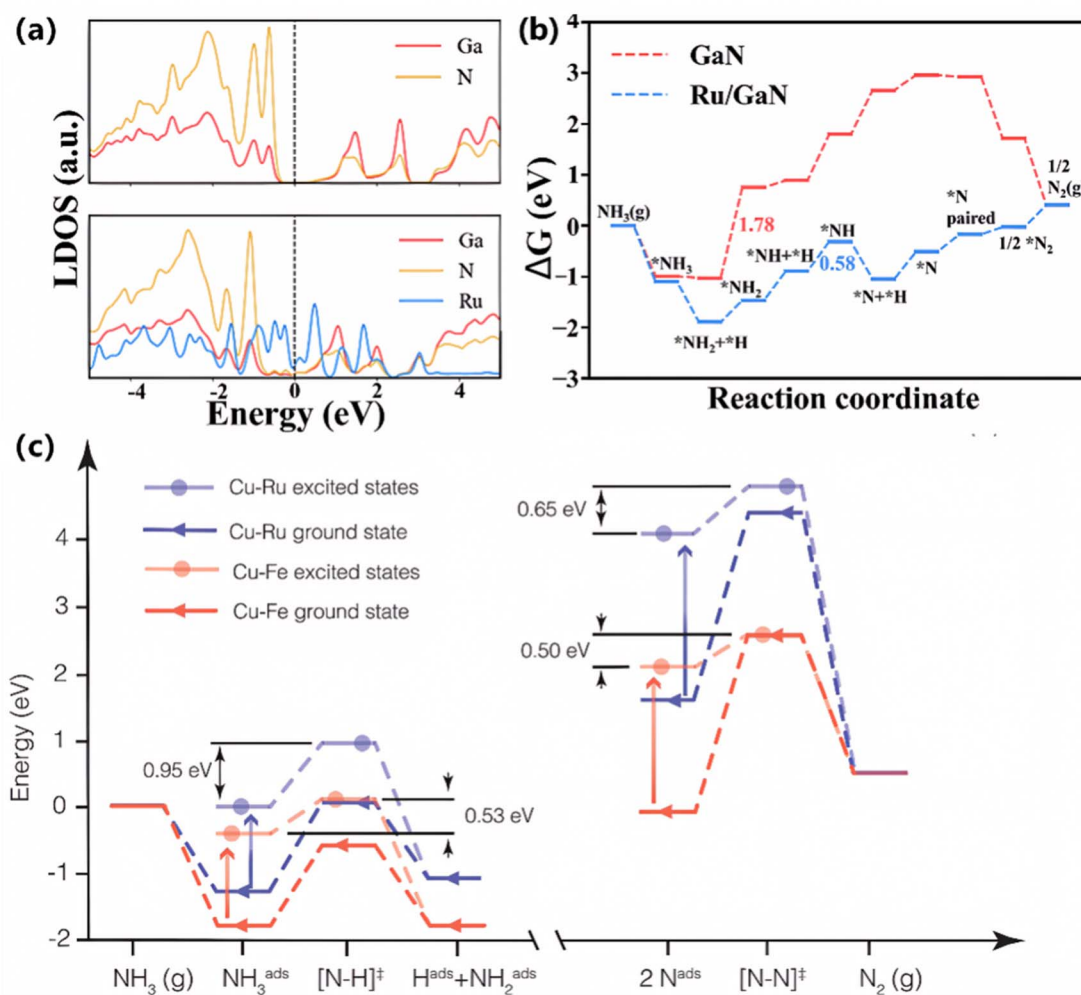 (a)
Ga
N
Ga
N
Ru
LDOS (a.u.)
-4
-2
0
2
4
Energy (eV)
(b)
GaN
Ru/GaN
4
3
2
1
0
−1
−2
−3
ΔG (eV)
NH3(g)
*NH3
1.78
*NH2+*H
*NH2
*NH+*H
*NH
0.58
*N+*H
*N
*N
paired
1/2 *N2
1/2
N2(g
Reaction coordinate
(c)
Cu-Ru excited states
Cu-Ru ground state
Cu-Fe excited states
Cu-Fe ground state
4
3
2
1
0
-1
-2
Energy (eV)
0.95 eV
0.53 eV
0.65 eV
0.50 eV
NH3 (g)
NH3ads
[N-H]‡
Hads+NH2ads
2 Nads
[N-N]‡
N2 (g)